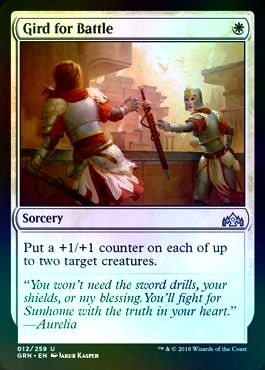 Gird for Battle
Sorcery
Put a +1/+1 counter on each of up
to two target creatures.
“You won’t need the sword drills, your
shields, or my blessing. You’ll fight for
Sunhome with the truth in your heart.”
—Aurelia
012/259 U
GRN • EN Jakub Kasper
™ & © 2018 Wizards of the Coast